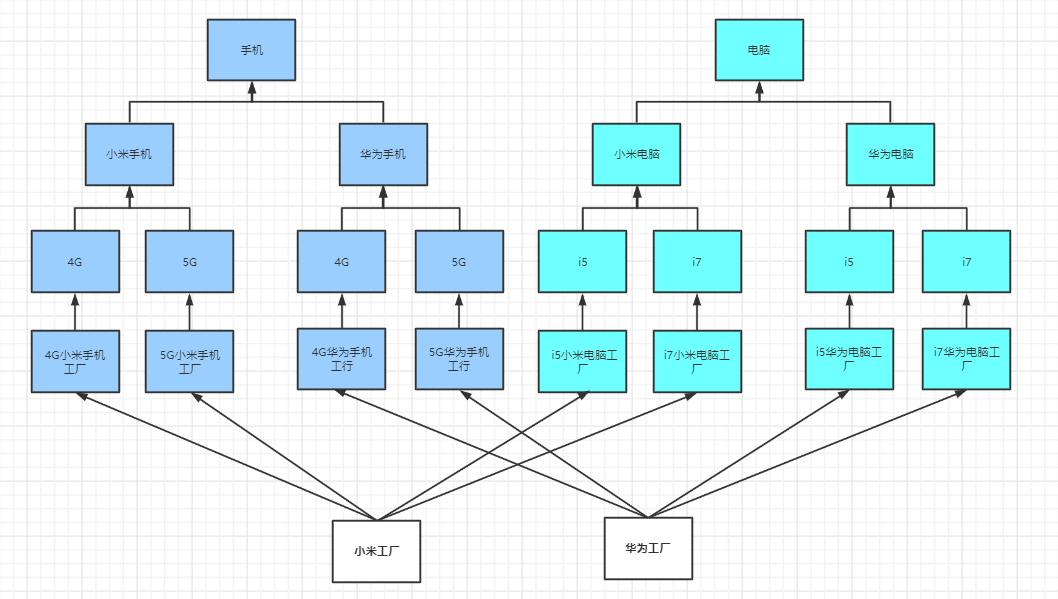 手机
电脑
小米手机
华为手机
小米电脑
华为电脑
4G
5G
4G
5G
i5
i7
i5
i7
4G小米手机
工厂
5G小米手机
工厂
4G华为手机
工行
5G华为手机
工行
i5小米电脑工
厂
i7小米电脑工
厂
i5华为电脑工
厂
i7华为电脑工
厂
小米工厂
华为工厂